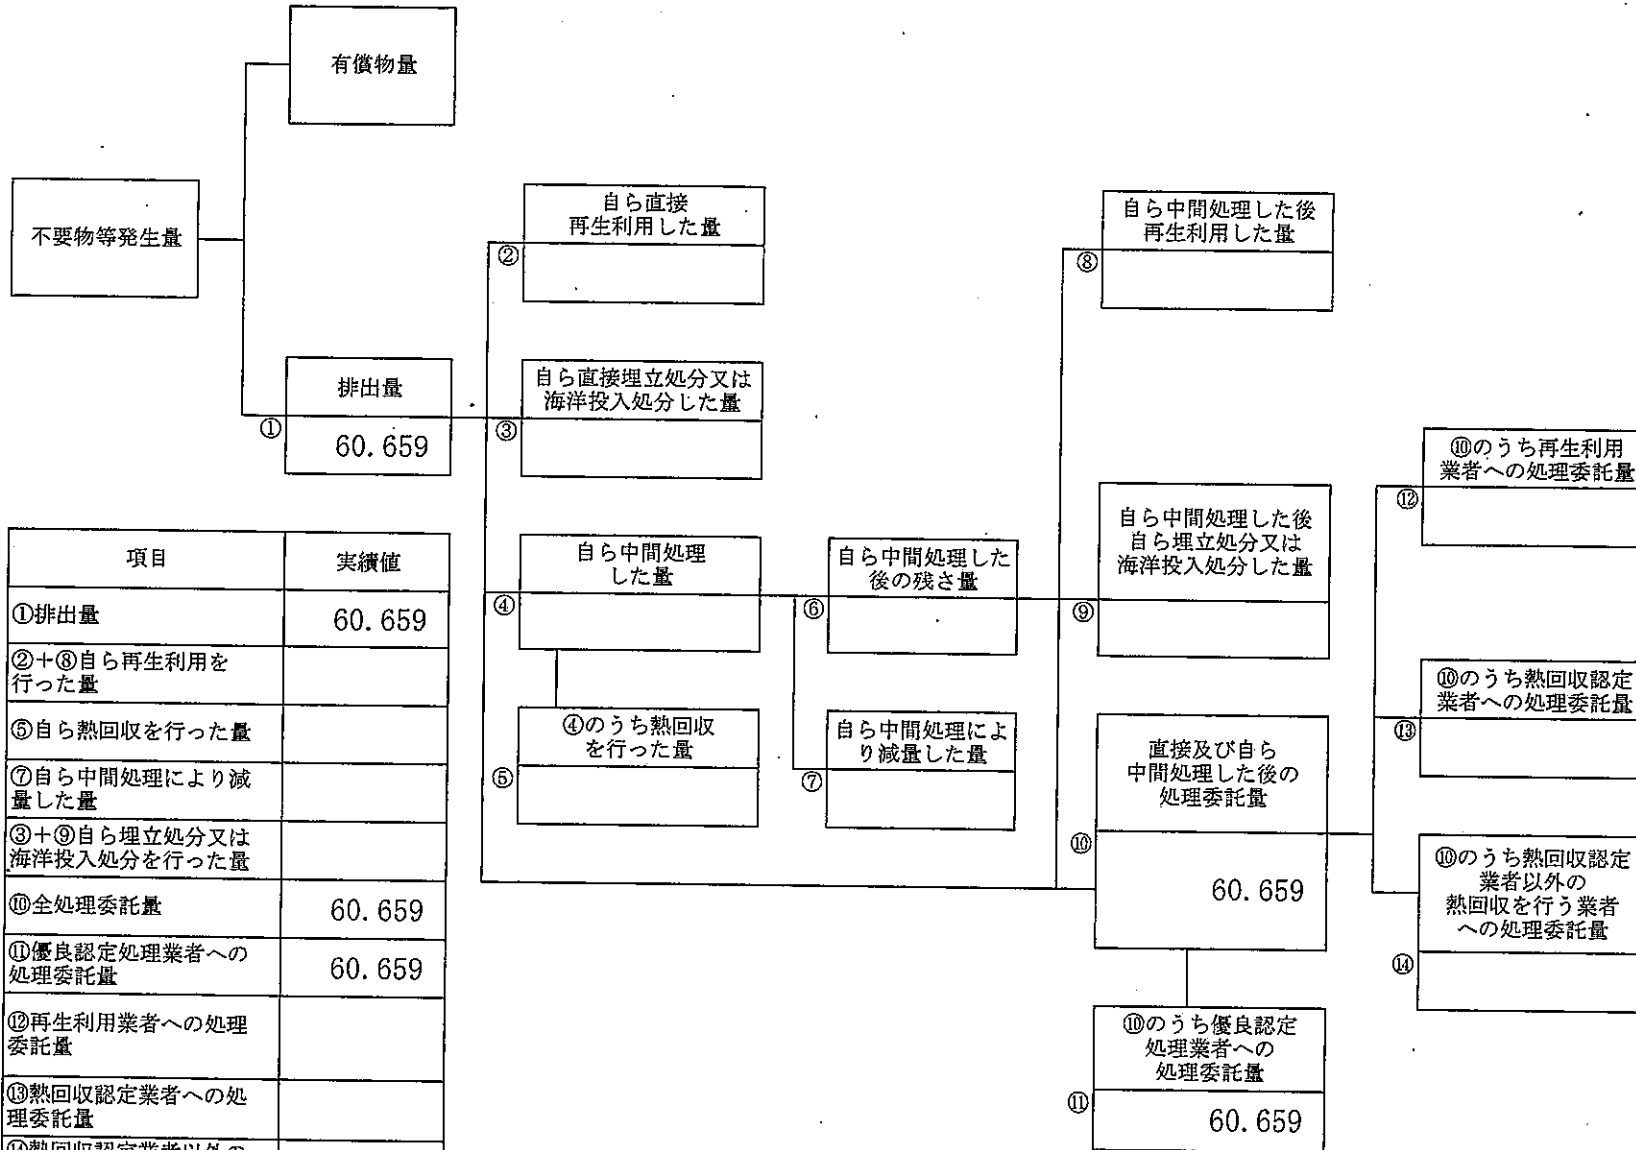 有償物量
不要物等発生量
自ら直接
再生利用した量
②
自ら中間処理した後
再生利用した量
⑧
排出量
①
60.659
自ら直接埋立処分又は
海洋投入処分した量
③
⑩のうち再生利用
業者への処理委託量
⑫
自ら中間処理
した量
④
自ら中間処理した
後の残さ量
⑥
自ら中間処理した後
自ら埋立処分又は
海洋投入処分した量
⑨
④のうち熱回収
を行った量
⑤
自ら中間処理によ
り減量した量
⑦
直接及び自ら
中間処理した後の
処理委託量
⑩
60.659
⑩のうち熱回収認定
業者への処理委託量
⑬
⑩のうち熱回収認定
業者以外の
熱回収を行う業者
への処理委託量
⑭
⑩のうち優良認定
処理業者への
処理委託量
⑪
60.659
項目 実績値
①排出量 60.659
②＋⑧自ら再生利用を
行った量
⑤自ら熱回収を行った量
⑦自ら中間処理により減
量した量
③＋⑨自ら埋立処分又は
海洋投入処分を行った量
⑩全処理委託量 60.659
⑪優良認定処理業者への
処理委託量 60.659
⑫再生利用業者への処理
委託量
⑬熱回収認定業者への処
理委託量
⑭熱回収認定業者以外の